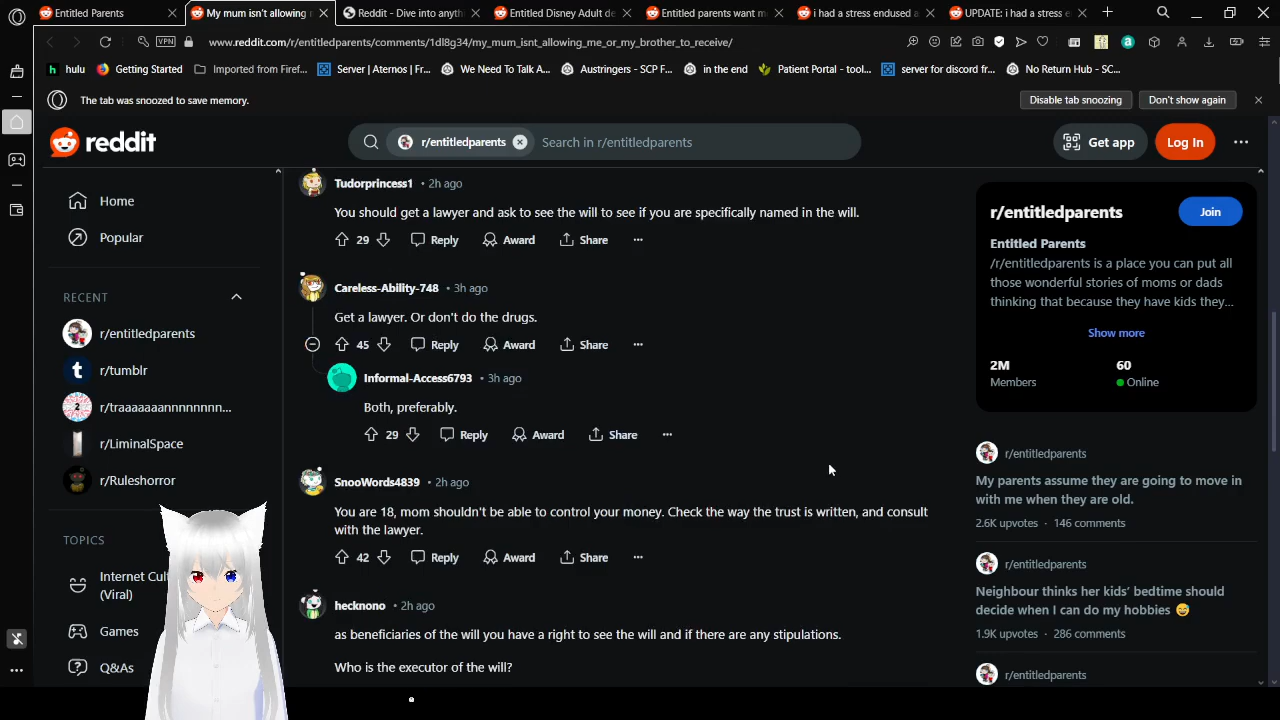 Entitled Parents
My mum isn't allowing
Reddit - Dive into anyth
Entitled Disney Adult de
Entitled parents want m
i had a stress endused a
UPDATE: i had a stress en
VPN
www.reddit.com/r/entitledparents/comments/1dl8g34/my_mum_isnt_allowing_me_or_my_brother_to_receive/
hulu
Getting Started
Imported from Firef...
Server | Aternos | Fr...
We Need To Talk A...
Austringers - SCP F...
in the end
Patient Portal - tool...
server for discord fr...
No Return Hub - SC...
The tab was snoozed to save memory.
Disable tab snoozing
Don't show again
reddit
r/entitledparents
Search in r/entitledparents
Get app
Log In
Home
Popular
RECENT
r/entitledparents
r/tumblr
r/traaaaaaannnnnnnn...
r/LiminalSpace
r/Ruleshorror
TOPICS
Internet Cul
(Viral)
Games
Q&As
Tudorprincess1 • 2h ago
You should get a lawyer and ask to see the will to see if you are specifically named in the will.
29 Reply Award Share
Careless-Ability-748 • 3h ago
Get a lawyer. Or don't do the drugs.
45 Reply Award Share
Informal-Access6793 • 3h ago
Both, preferably.
29 Reply Award Share
SnooWords4839 • 2h ago
You are 18, mom shouldn't be able to control your money. Check the way the trust is written, and consult
with the lawyer.
42 Reply Award Share
hecknono • 2h ago
as beneficiaries of the will you have a right to see the will and if there are any stipulations.
Who is the executor of the will?
r/entitledparents
Join
Entitled Parents
/r/entitledparents is a place you can put all
those wonderful stories of moms or dads
thinking that because they have kids they...
Show more
2M
60
Members
Online
r/entitledparents
My parents assume they are going to move in
with me when they are old.
2.6K upvotes · 146 comments
r/entitledparents
Neighbour thinks her kids' bedtime should
decide when I can do my hobbies 😅
1.9K upvotes · 286 comments
r/entitledparents